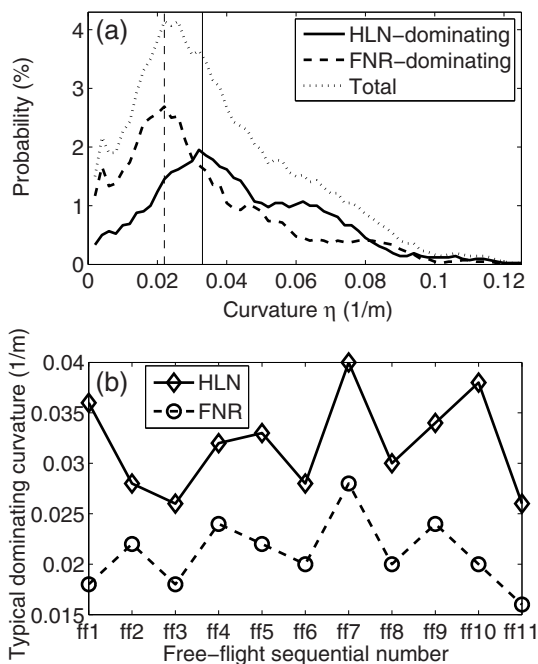 (a)
HLN-dominating
FNR-dominating
Total
Probability (%)
4
3
2
1
0
0 0.02 0.04 0.06 0.08 0.1 0.12
Curvature η (1/m)
(b)
HLN
FNR
Typical dominating curvature (1/m)
0.04
0.035
0.03
0.025
0.02
0.015
ff1 ff2 ff3 ff4 ff5 ff6 ff7 ff8 ff9 ff10 ff11
Free-flight sequential number